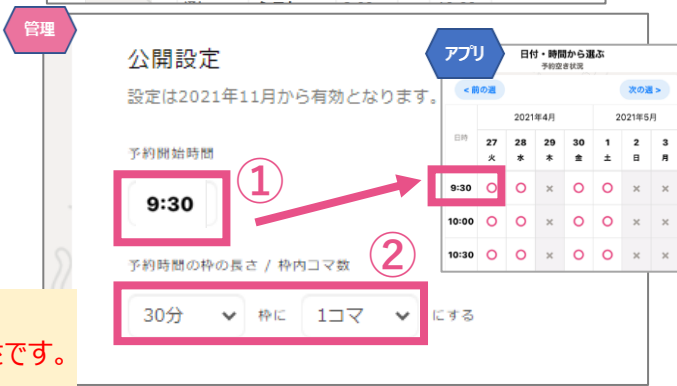 管理
公開設定
設定は2021年11月から有効となります。
予約開始時間
9:30
①
予約時間の枠の長さ / 枠内コマ数
②
30分 枠に 1コマ にする
です。
アプリ
日付・時間から選ぶ
予約空き状況
< 前の週 次の週 >
2021年4月 2021年5月
日時 27 28 29 30 1 2 3
火 水 木 金 土 日 月
9:30 ○ ○ × ○ ○ × ×
10:00 ○ ○ × ○ ○ × ×
10:30 ○ ○ × ○ ○ × ×